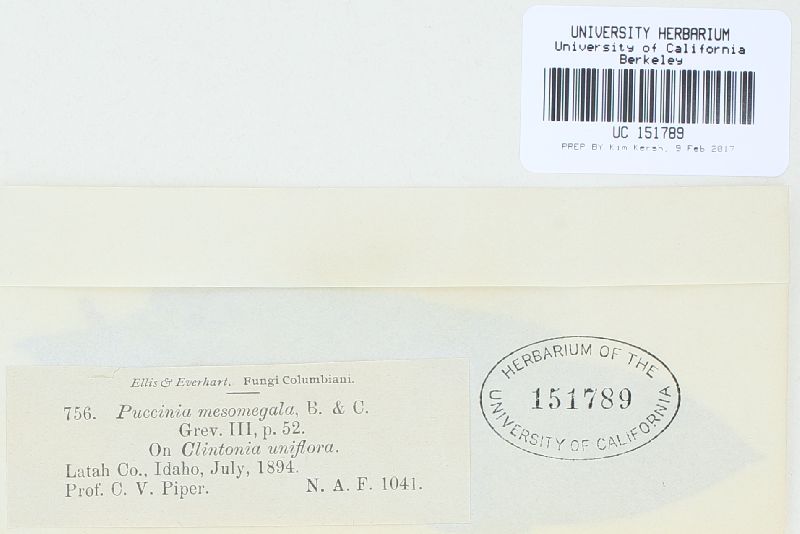 UNIVERSITY HERBARIUM
University of California
Berkeley
UC 151789
PREP BY Kim Kersh, 9 Feb 2017
Ellis & Everhart. Fungi Columbiani.
756. Puccinia mesomegala, B. & C.
Grev. III, p. 52.
On Clintonia uniflora.
Latah Co., Idaho, July, 1894.
Prof. C. V. Piper. N. A. F. 1041.
HERBARIUM OF THE
151789
UNIVERSITY OF CALIFORNIA